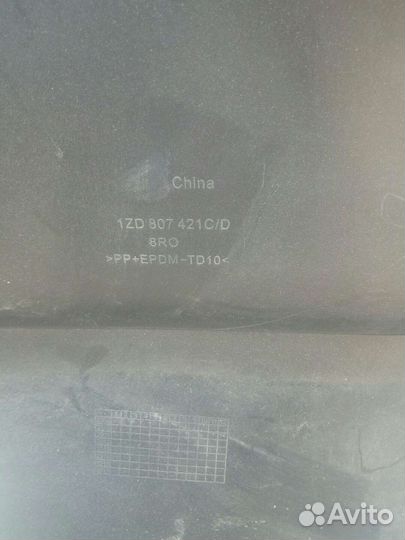 China
1ZD 807 421C/D
8RO
>PP+EPDM-TD10<
Avito